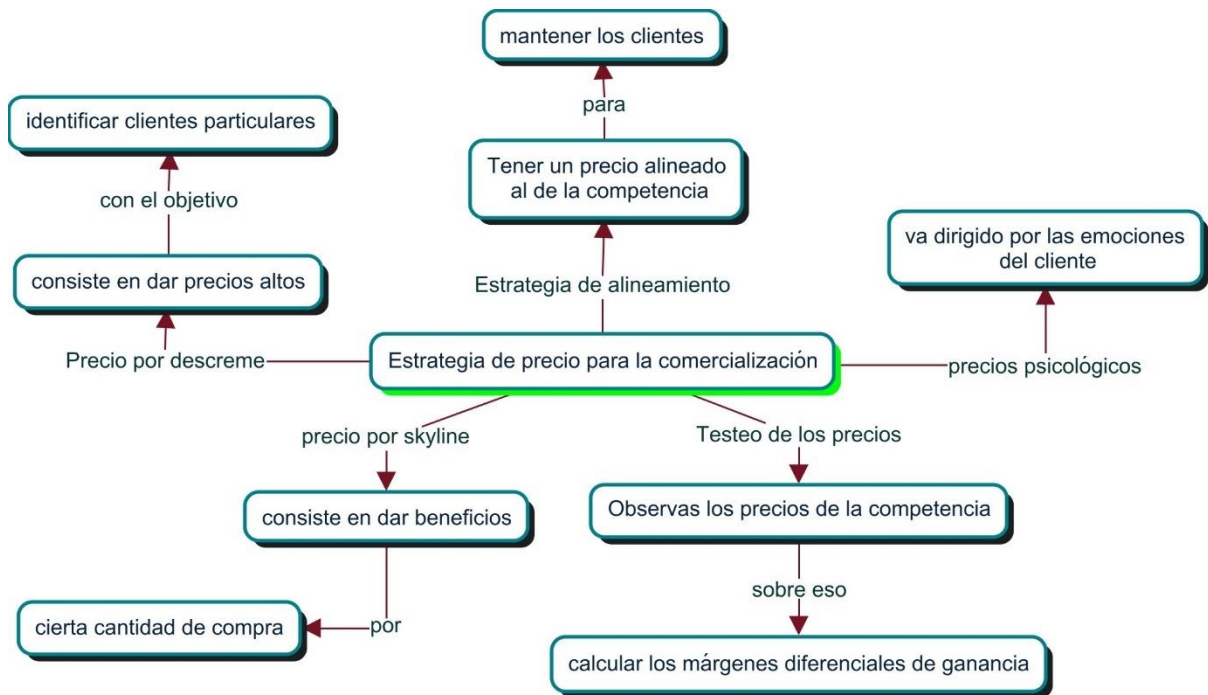 mantener los clientes
para
identificar clientes particulares
Tener un precio alineado
al de la competencia
con el objetivo
va dirigido por las emociones
del cliente
consiste en dar precios altos
Estrategia de alineamiento
Precio por descreme
Estrategia de precio para la comercialización
precios psicológicos
precio por skyline
Testeo de los precios
consiste en dar beneficios
Observas los precios de la competencia
sobre eso
cierta cantidad de compra
por
calcular los márgenes diferenciales de ganancia